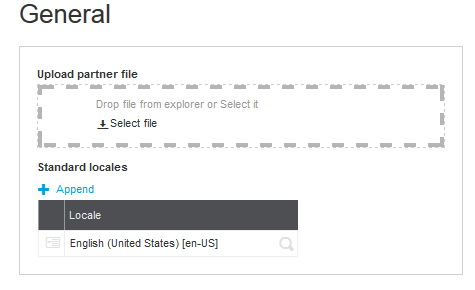 General
Upload partner file
Drop file from explorer or Select it
Select file
Standard locales
Append
Locale
English (United States) [en-US]